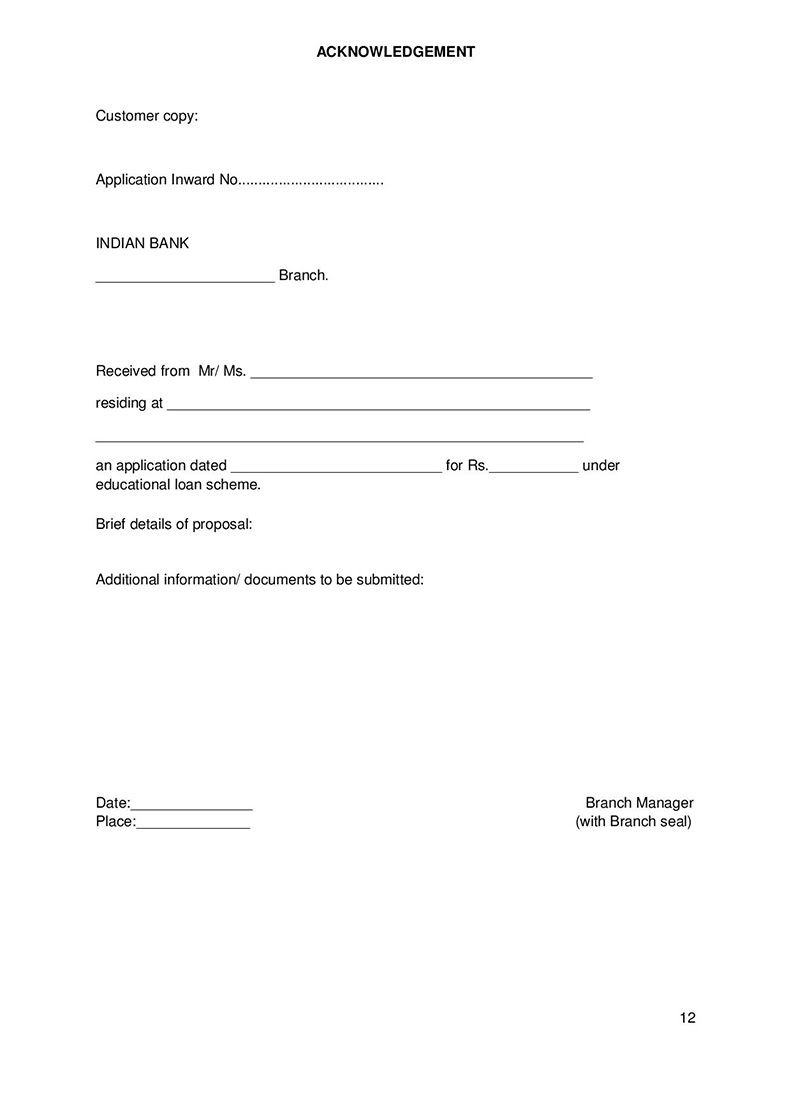 ACKNOWLEDGEMENT
Customer copy:
Application Inward No....................................
INDIAN BANK
______________________ Branch.
Received from  Mr/ Ms. __________________________________________
residing at ____________________________________________________
____________________________________________________________
an application dated __________________________ for Rs.___________ under
educational loan scheme.
Brief details of proposal:
Additional information/ documents to be submitted:
Date:_______________ Branch Manager
Place:______________ (with Branch seal)
12